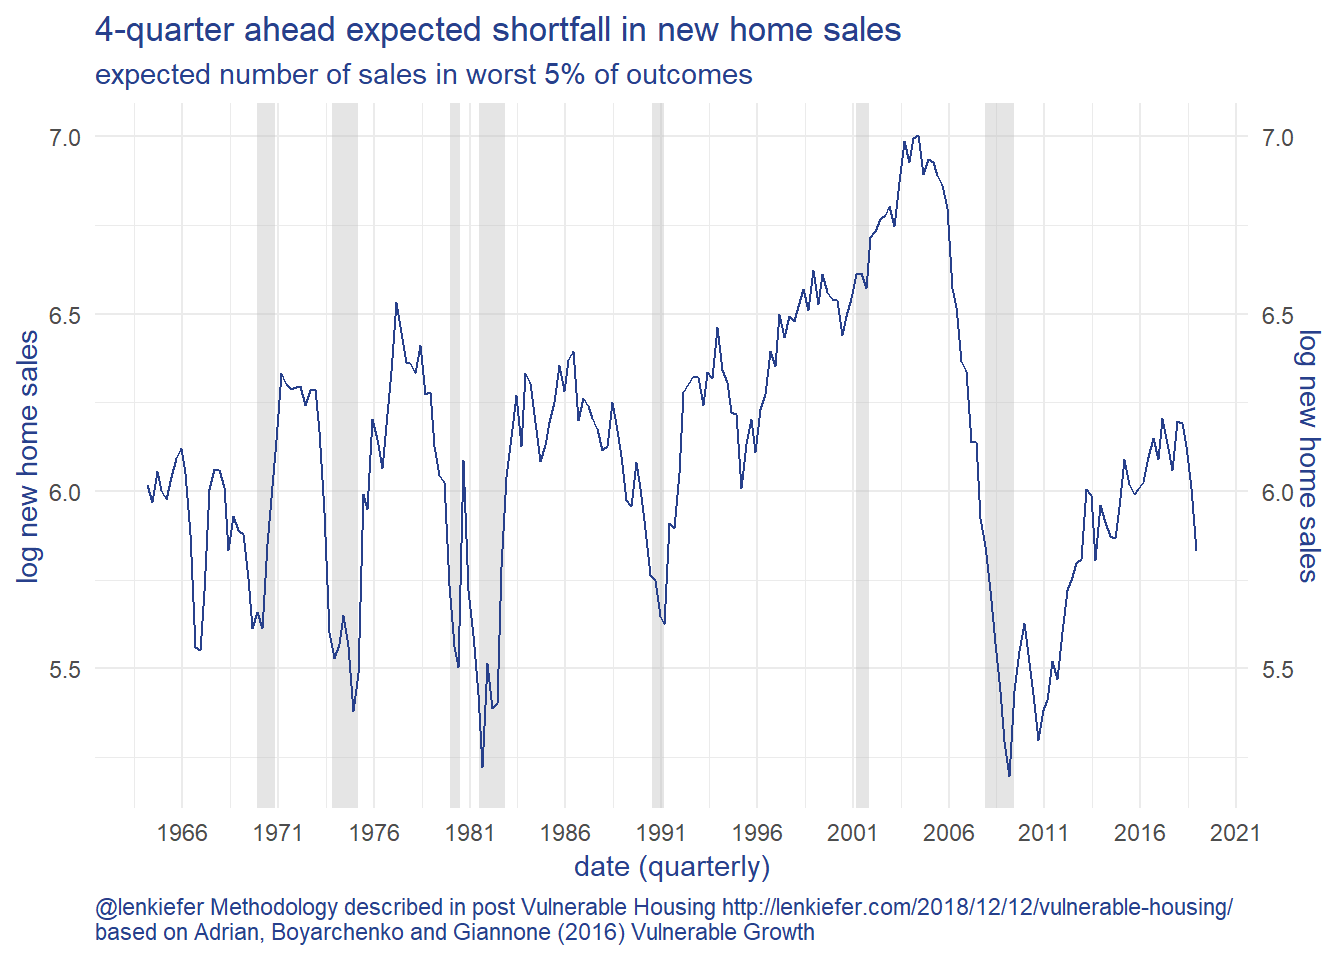 4-quarter ahead expected shortfall in new home sales
expected number of sales in worst 5% of outcomes
7.0
6.5
6.0
5.5
log new home sales
7.0
6.5
6.0
5.5
log new home sales
1966 1971 1976 1981 1986 1991 1996 2001 2006 2011 2016 2021
date (quarterly)
@lenkiefer Methodology described in post Vulnerable Housing http://lenkiefer.com/2018/12/12/vulnerable-housing/
based on Adrian, Boyarchenko and Giannone (2016) Vulnerable Growth